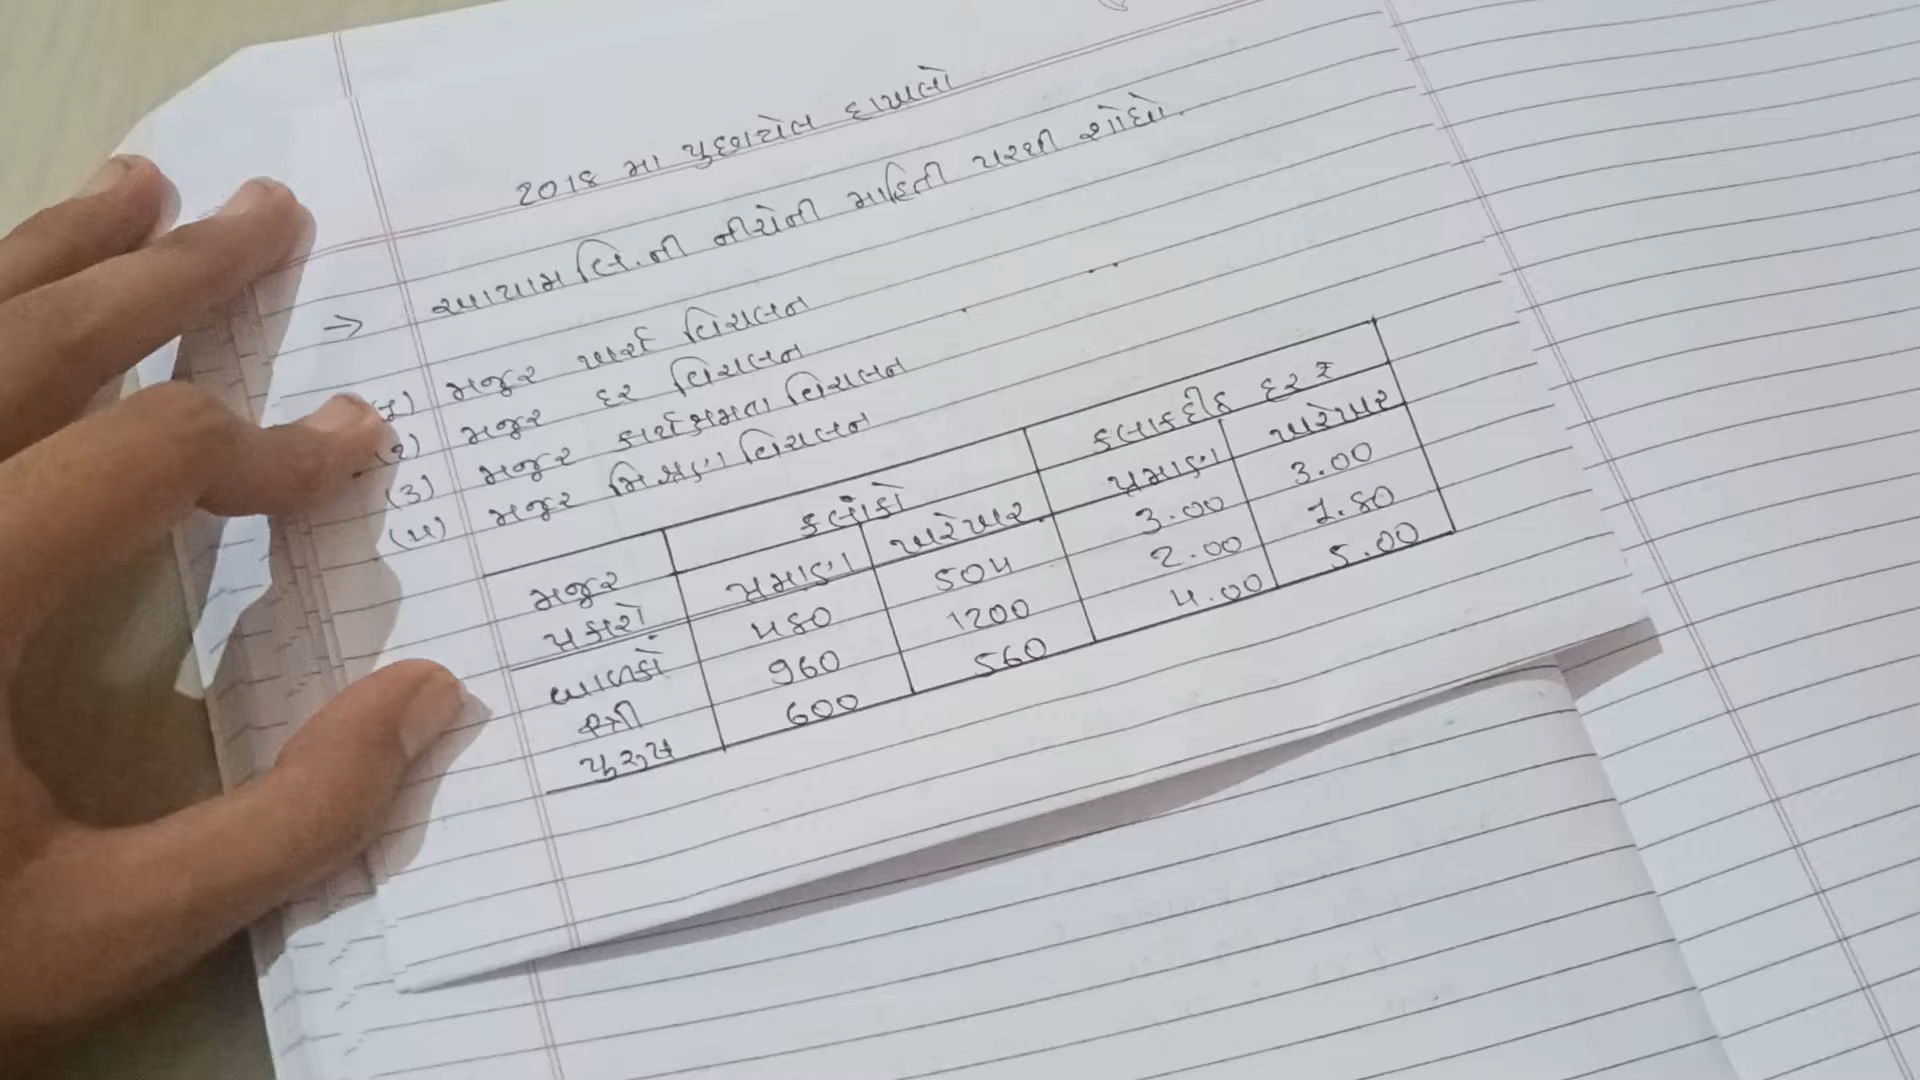 2018 મા પુછાયેલ દાખલો
→ આયામ લિ.ની નીચેની માહિતી પરથી શોધો.
(1) મજુર ખર્ચ વિચલન
(2) મજુર દર વિચલન
(3) મજુર કાર્યક્ષમતા વિચલન
(4) મજુર મિશ્રણ વિચલન
મજુર પ્રકારો કલાકો કલાકદીઠ દર ₹
પ્રમાણ ખરેખર પ્રમાણ ખરેખર
બાળકો 480 504 3.00 3.00
સ્ત્રી 960 1200 2.00 1.80
પુરુષ 600 560 4.00 5.00